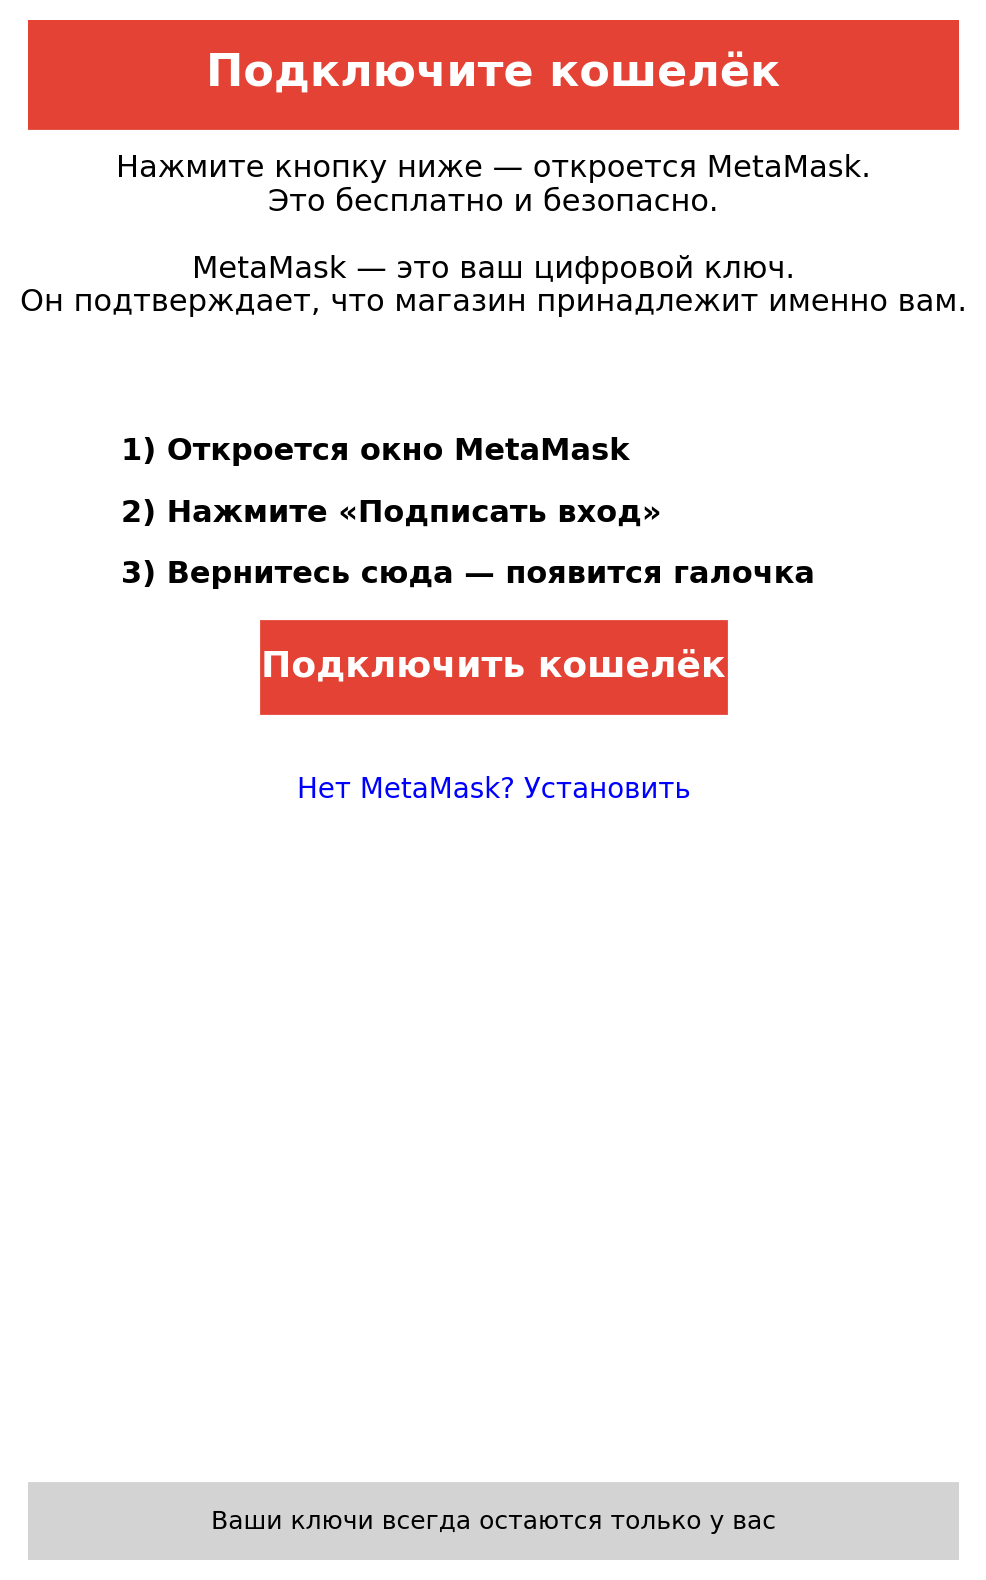 Подключите кошелёк
Нажмите кнопку ниже — откроется MetaMask.
Это бесплатно и безопасно.
MetaMask — это ваш цифровой ключ.
Он подтверждает, что магазин принадлежит именно вам.
1) Откроется окно MetaMask
2) Нажмите «Подписать вход»
3) Вернитесь сюда — появится галочка
Подключить кошелёк
Нет MetaMask? Установить
Ваши ключи всегда остаются только у вас